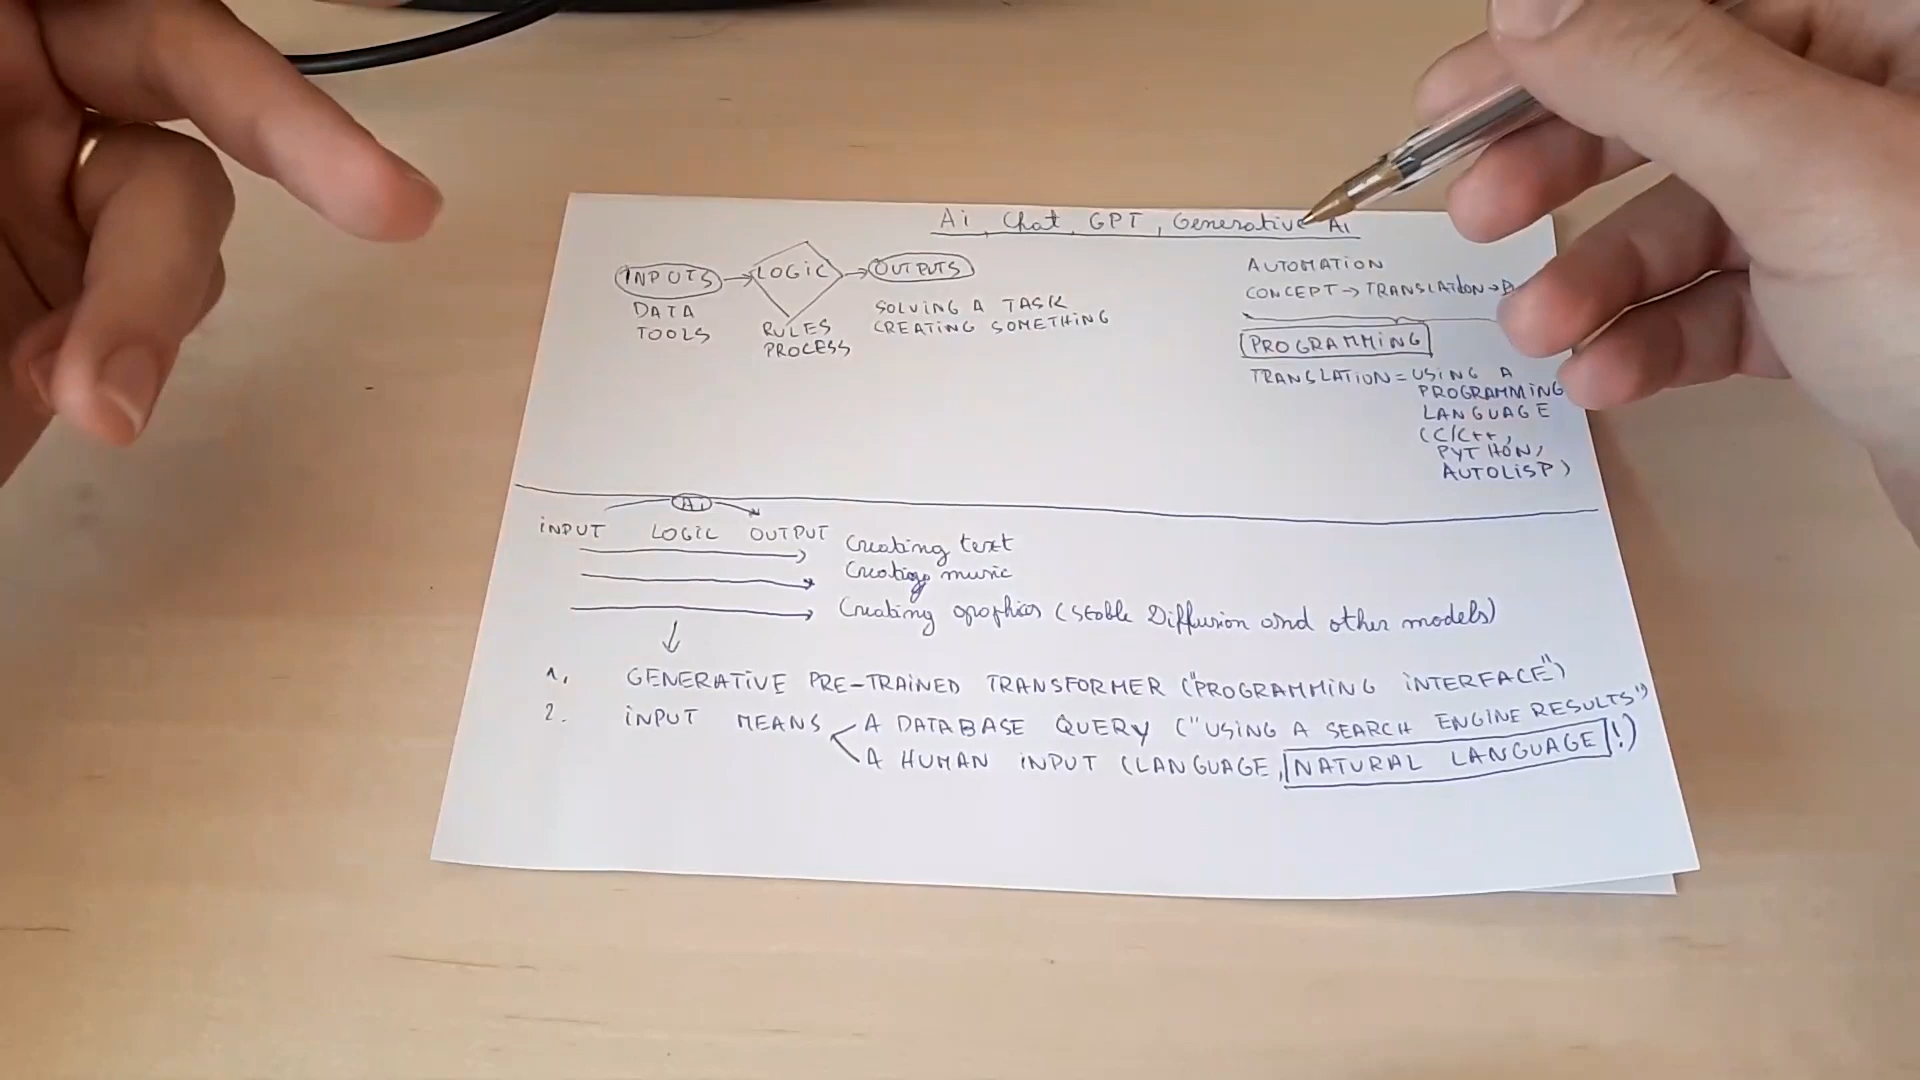 Ai, Chat, GPT, Generative Ai
INPUTS → LOGIC → OUTPUTS
DATA
TOOLS
RULES
PROCESS
SOLVING A TASK
CREATING SOMETHING
AUTOMATION
CONCEPT → TRANSLATION →
PROGRAMMING
TRANSLATION = USING A
PROGRAMMING
LANGUAGE
(C/C++,
PYTHON,
AUTOLISP)
Ai
INPUT LOGIC OUTPUT
Creating text
Creating music
Creating graphics (Stable Diffusion and other models)
1. GENERATIVE PRE-TRAINED TRANSFORMER ("PROGRAMMING INTERFACE")
2. INPUT MEANS A DATABASE QUERY ("USING A SEARCH ENGINE RESULTS")
A HUMAN INPUT (LANGUAGE, NATURAL LANGUAGE!)